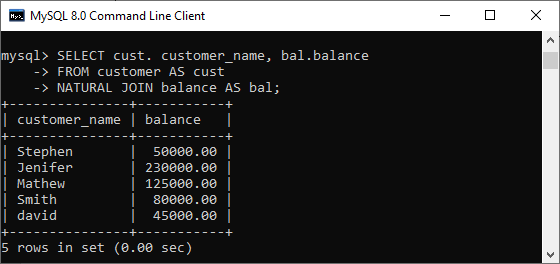 MySQL 8.0 Command Line Client
mysql> SELECT cust. customer_name, bal.balance
    -> FROM customer AS cust
    -> NATURAL JOIN balance AS bal;
+---------------+-----------+
| customer_name | balance   |
+---------------+-----------+
| Stephen       |  50000.00 |
| Jenifer       | 230000.00 |
| Mathew        | 125000.00 |
| Smith         |  80000.00 |
| david         |  45000.00 |
+---------------+-----------+
5 rows in set (0.00 sec)